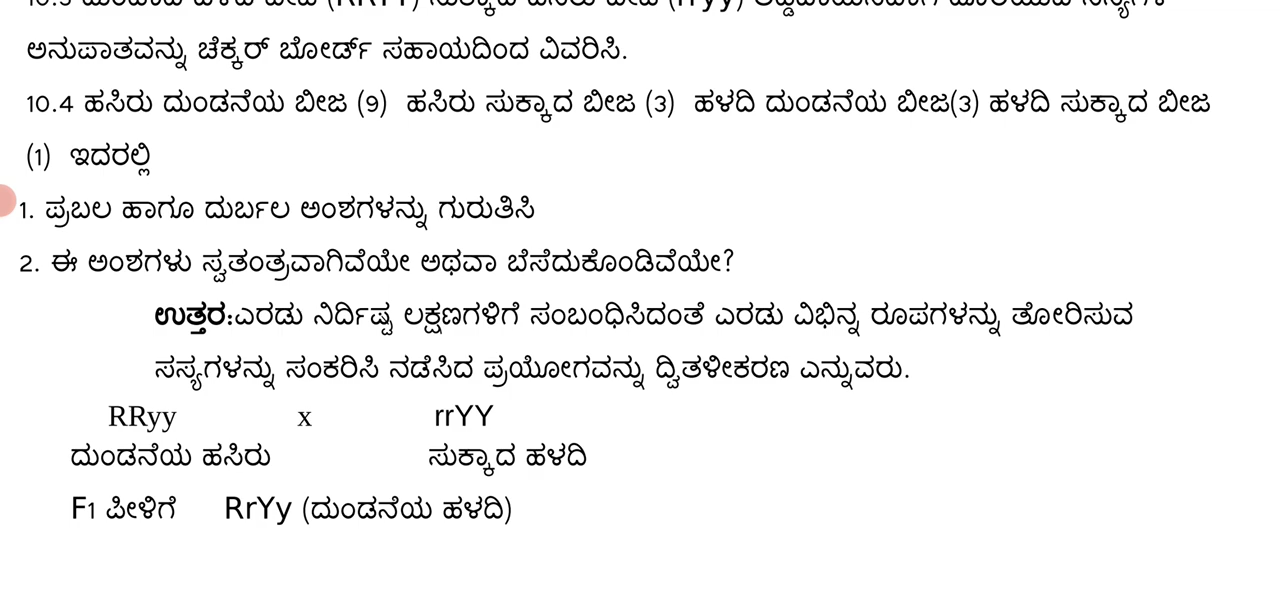 ಅನುಪಾತವನ್ನು ಚೆಕ್ಕರ್ ಬೋರ್ಡ್ ಸಹಾಯದಿಂದ ವಿವರಿಸಿ.
10.4 ಹಸಿರು ದುಂಡನೆಯ ಬೀಜ (9) ಹಸಿರು ಸುಕ್ಕಾದ ಬೀಜ (3) ಹಳದಿ ದುಂಡನೆಯ ಬೀಜ(3) ಹಳದಿ ಸುಕ್ಕಾದ ಬೀಜ
(1) ಇದರಲ್ಲಿ
1. ಪ್ರಬಲ ಹಾಗೂ ದುರ್ಬಲ ಅಂಶಗಳನ್ನು ಗುರುತಿಸಿ
2. ಈ ಅಂಶಗಳು ಸ್ವತಂತ್ರವಾಗಿವೆಯೇ ಅಥವಾ ಬೆಸೆದುಕೊಂಡಿವೆಯೇ?
ಉತ್ತರ:ಎರಡು ನಿರ್ದಿಷ್ಟ ಲಕ್ಷಣಗಳಿಗೆ ಸಂಬಂಧಿಸಿದಂತೆ ಎರಡು ವಿಭಿನ್ನ ರೂಪಗಳನ್ನು ತೋರಿಸುವ
ಸಸ್ಯಗಳನ್ನು ಸಂಕರಿಸಿ ನಡೆಸಿದ ಪ್ರಯೋಗವನ್ನು ದ್ವಿತಳೀಕರಣ ಎನ್ನುವರು.
RRyy x rrYY
ದುಂಡನೆಯ ಹಸಿರು ಸುಕ್ಕಾದ ಹಳದಿ
F1 ಪೀಳಿಗೆ RrYy (ದುಂಡನೆಯ ಹಳದಿ)